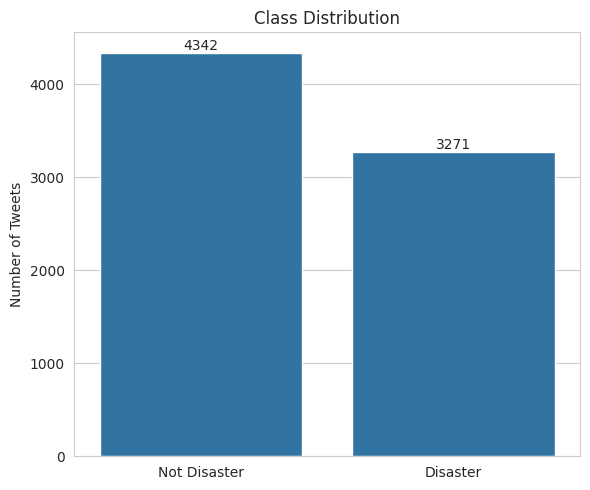 Class Distribution
4342
3271
Number of Tweets
4000
3000
2000
1000
0
Not Disaster
Disaster